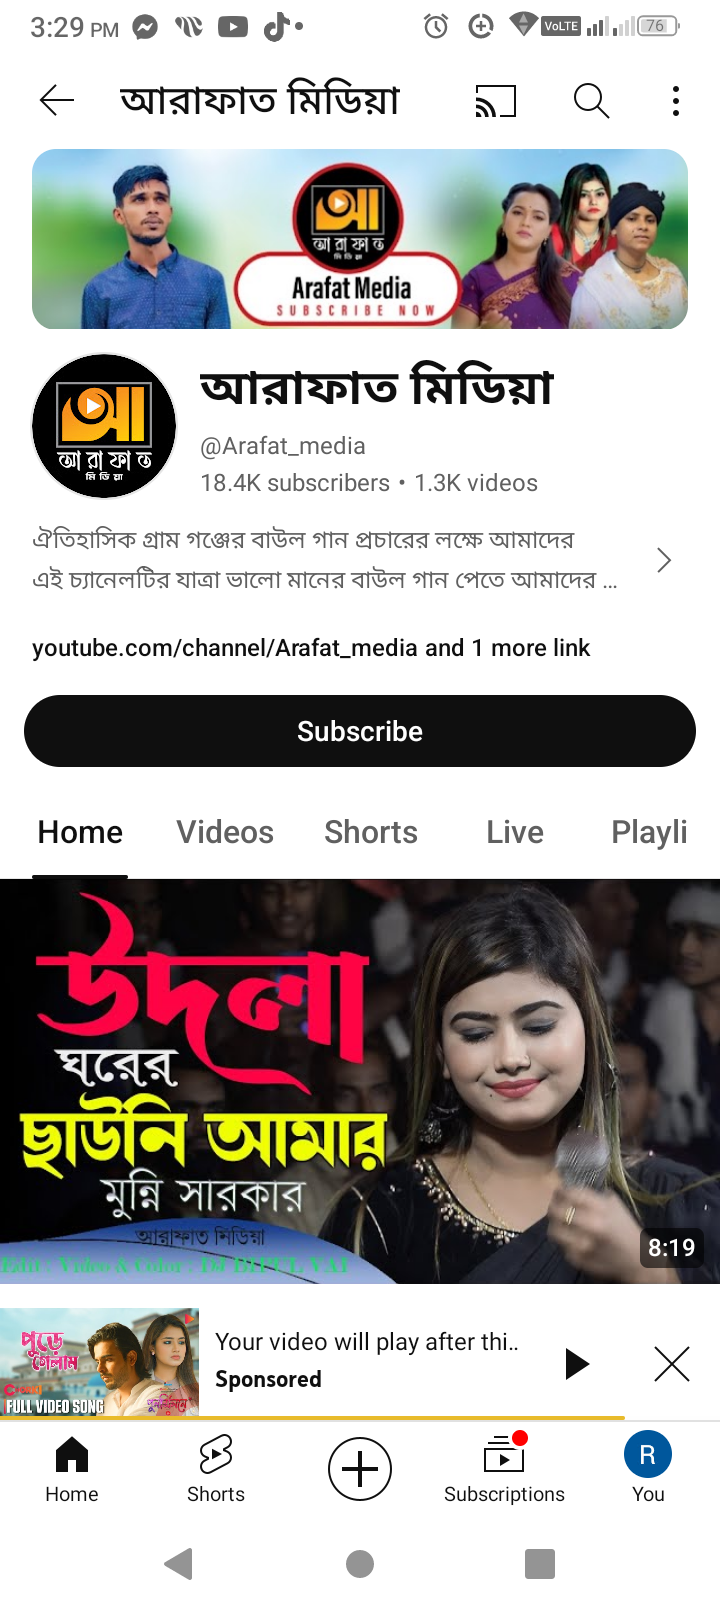 3:29 PM
VoLTE
76
আরাফাত মিডিয়া
আ
আরাফাত
মিডিয়া
Arafat Media
SUBSCRIBE NOW
আ
আরাফাত
মিডিয়া
আরাফাত মিডিয়া
@Arafat_media
18.4K subscribers • 1.3K videos
ঐতিহাসিক গ্রাম গঞ্জের বাউল গান প্রচারের লক্ষে আমাদের
এই চ্যানেলটির যাত্রা ভালো মানের বাউল গান পেতে আমাদের ...
youtube.com/channel/Arafat_media and 1 more link
Subscribe
Home Videos Shorts Live Playli
উদলা
ঘরের
ছাউনি আমার
মুন্নি সারকার
আরাফাত মিডিয়া
Edit : Video & Color :
8:19
পুড়ে
গেলাম
FULL VIDEO SONG
Your video will play after thi..
Sponsored
Home Shorts Subscriptions You
R